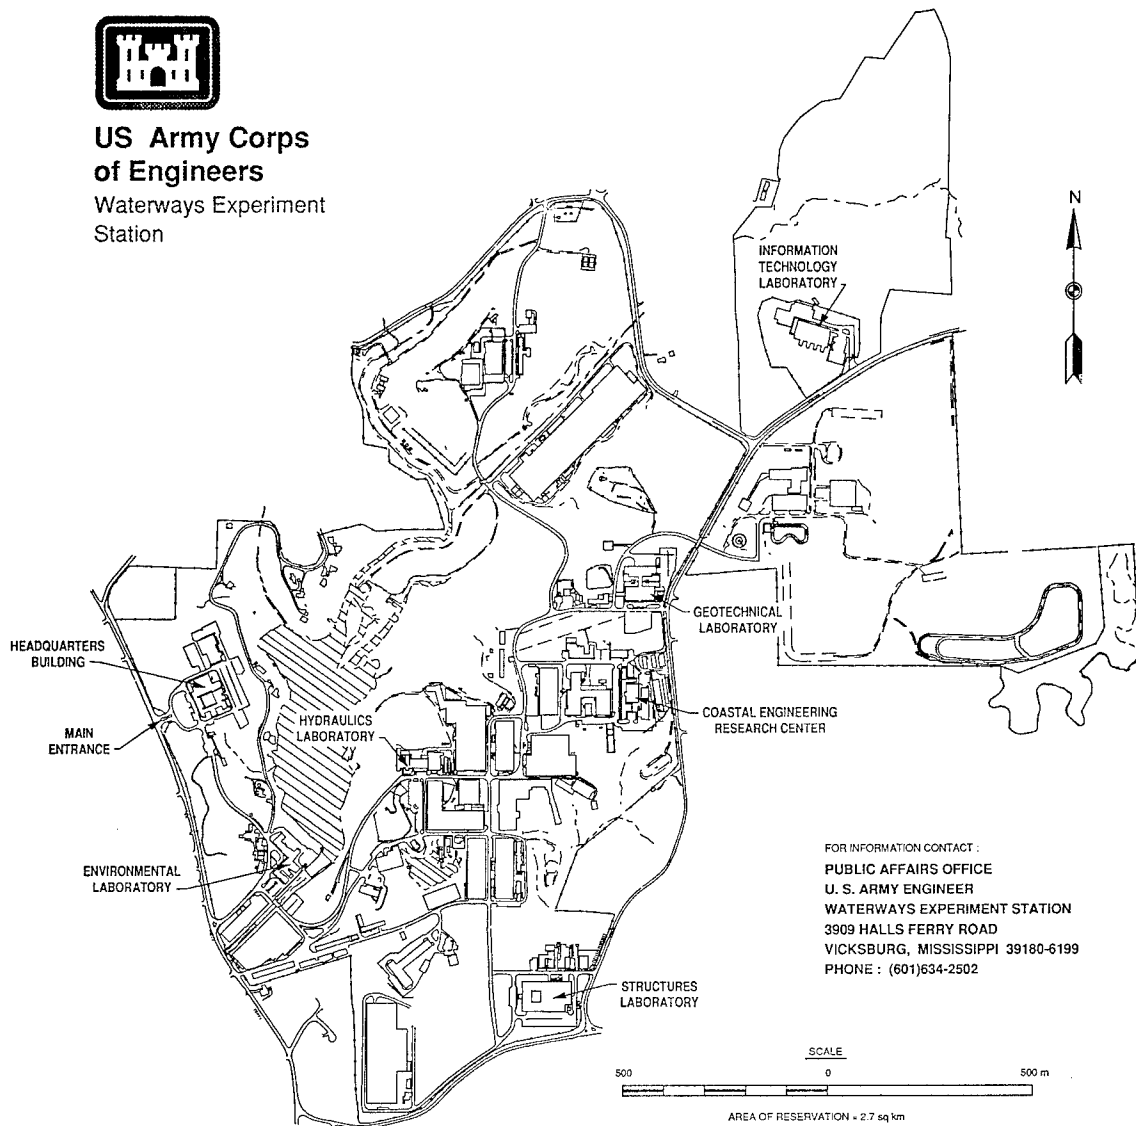 US Army Corps
of Engineers
Waterways Experiment
Station
N
INFORMATION
TECHNOLOGY
LABORATORY
GEOTECHNICAL
LABORATORY
HEADQUARTERS
BUILDING
MAIN
ENTRANCE
HYDRAULICS
LABORATORY
COASTAL ENGINEERING
RESEARCH CENTER
ENVIRONMENTAL
LABORATORY
STRUCTURES
LABORATORY
FOR INFORMATION CONTACT :
PUBLIC AFFAIRS OFFICE
U. S. ARMY ENGINEER
WATERWAYS EXPERIMENT STATION
3909 HALLS FERRY ROAD
VICKSBURG, MISSISSIPPI 39180-6199
PHONE : (601)634-2502
SCALE
500 0 500 m
AREA OF RESERVATION = 2.7 sq km